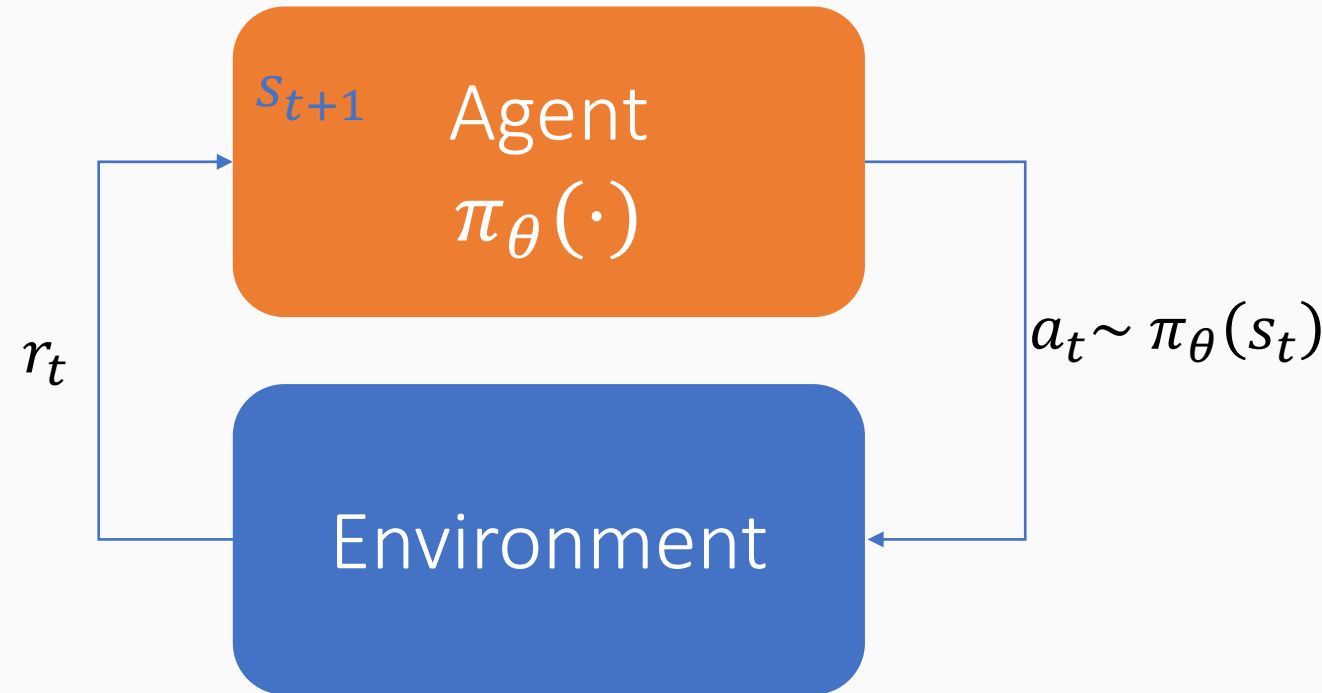 s_{t+1}
Agent
π_θ(·)
r_t
a_t ~ π_θ(s_t)
Environment